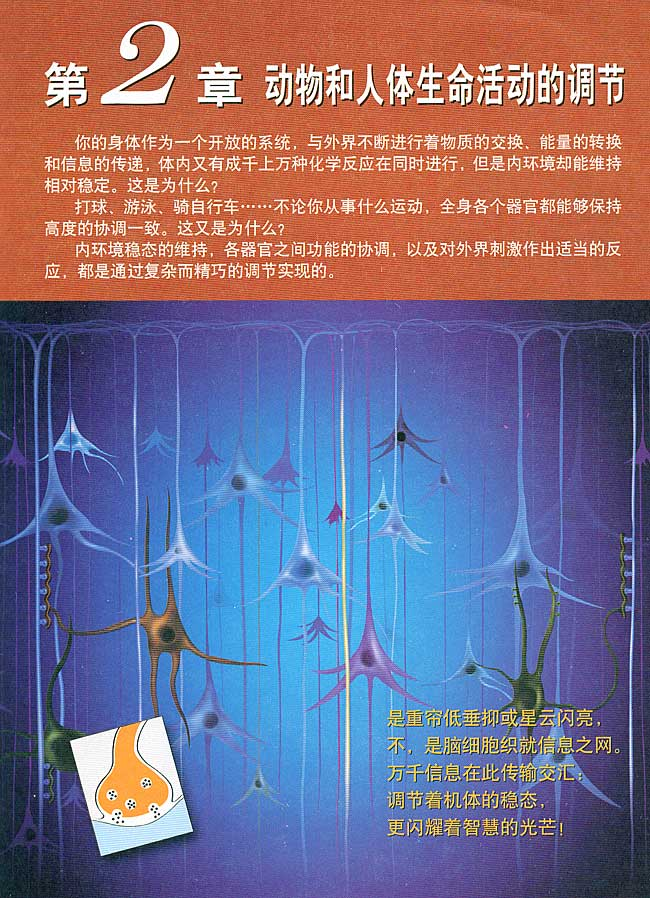 第2章 动物和人体生命活动的调节
你的身体作为一个开放的系统，与外界不断进行着物质的交换、能量的转换
和信息的传递，体内又有成千上万种化学反应在同时进行，但是内环境却能维持
相对稳定。这是为什么？
打球、游泳、骑自行车……不论你从事什么运动，全身各个器官都能够保持
高度的协调一致。这又是为什么？
内环境稳态的维持，各器官之间功能的协调，以及对外界刺激作出适当的反
应，都是通过复杂而精巧的调节实现的。
是重帘低垂抑或星云闪亮，
不，是脑细胞织就信息之网。
万千信息在此传输交汇；
调节着机体的稳态，
更闪耀着智慧的光芒！